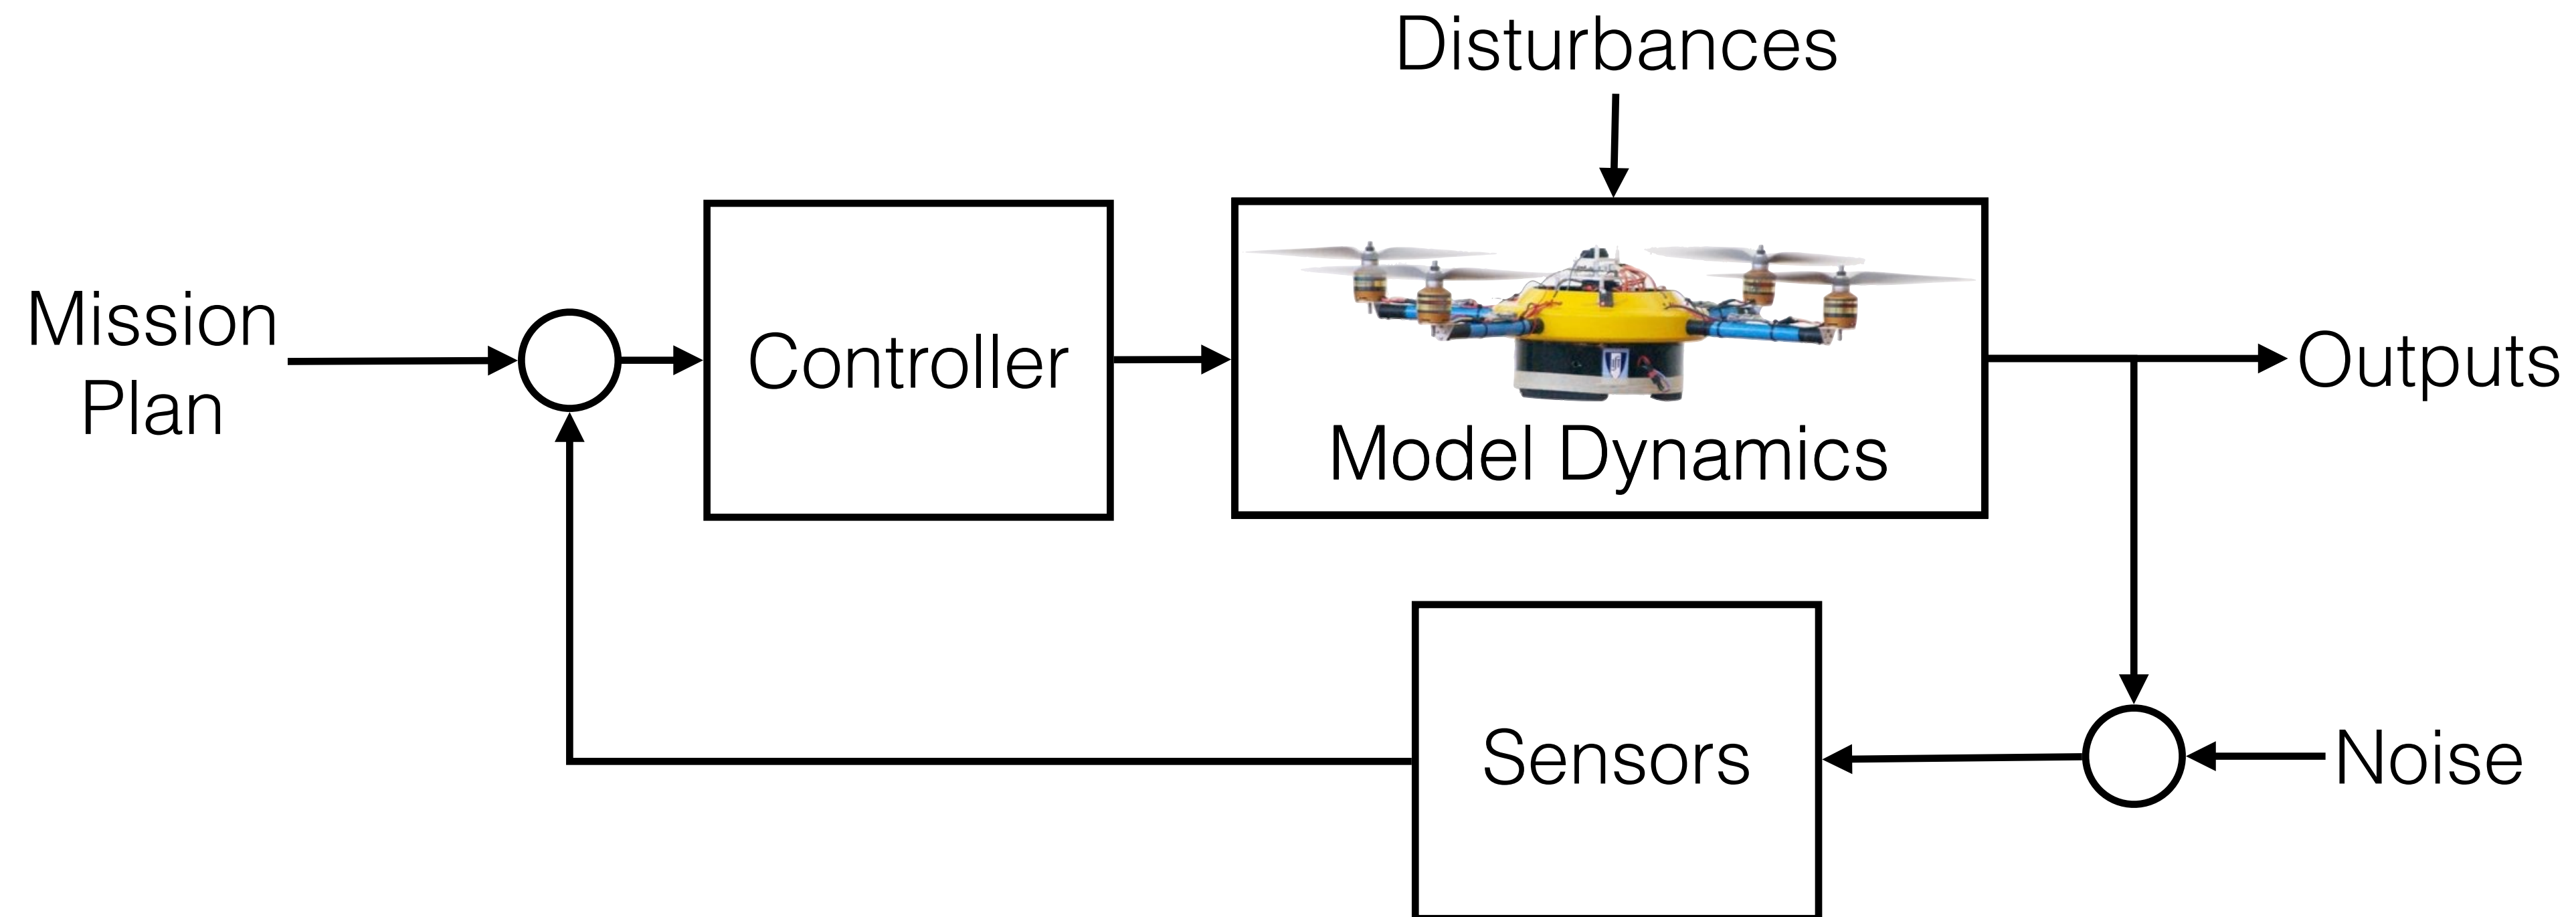 Disturbances
Mission
Plan
Controller
Model Dynamics
Outputs
Sensors
Noise